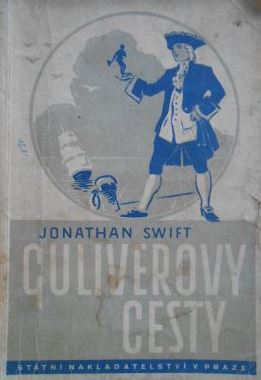 JONATHAN SWIFT
GULIVEROVY
CESTY
STÁTNÍ NAKLADATELSTVÍ V PRAZE